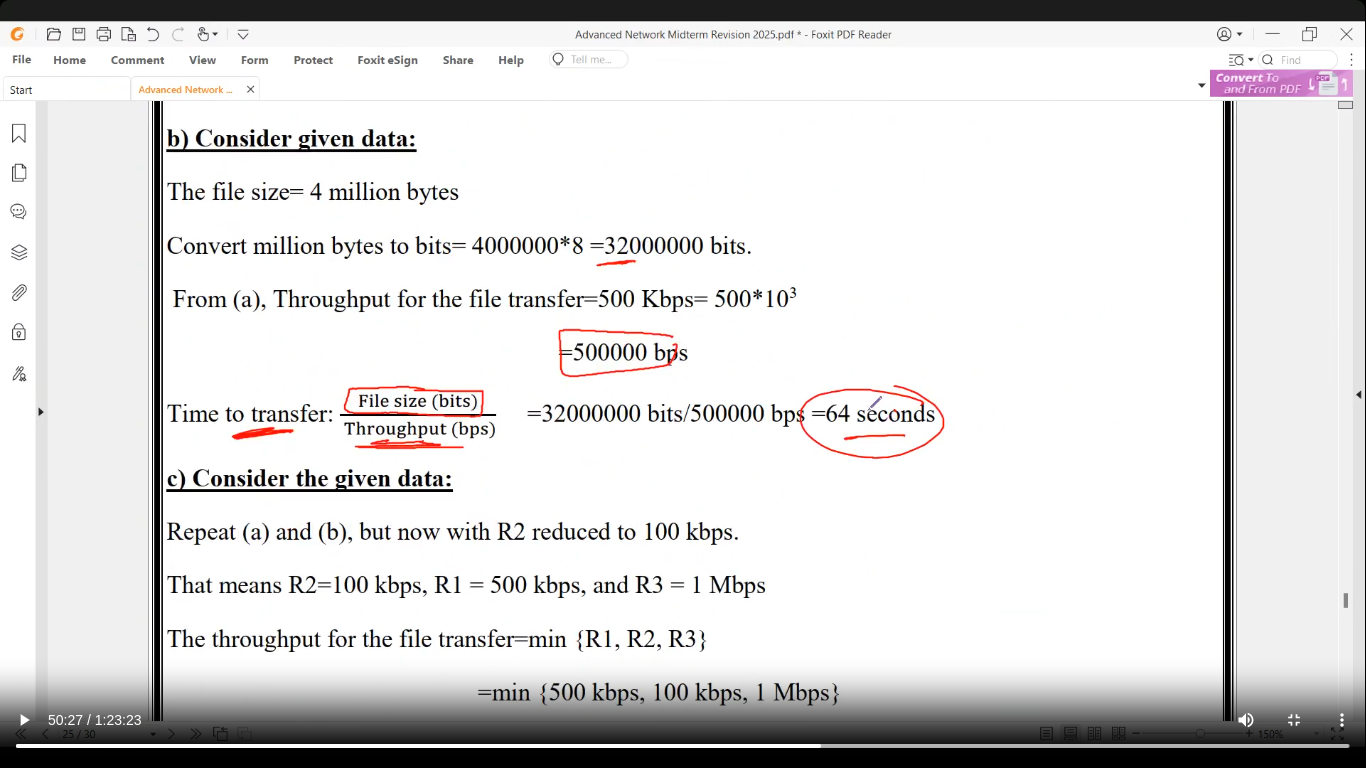 Advanced Network Midterm Revision 2025.pdf * - Foxit PDF Reader
File Home Comment View Form Protect Foxit eSign Share Help Tell me... Find
Start Advanced Network ... Convert To and From PDF
b) Consider given data:
The file size= 4 million bytes
Convert million bytes to bits= 4000000*8 =32000000 bits.
From (a), Throughput for the file transfer=500 Kbps= 500*10³
=500000 bps
Time to transfer: File size (bits) / Throughput (bps) =32000000 bits/500000 bps =64 seconds
c) Consider the given data:
Repeat (a) and (b), but now with R2 reduced to 100 kbps.
That means R2=100 kbps, R1 = 500 kbps, and R3 = 1 Mbps
The throughput for the file transfer=min {R1, R2, R3}
=min {500 kbps, 100 kbps, 1 Mbps}
50:27 / 1:23:23
25 / 30 150%